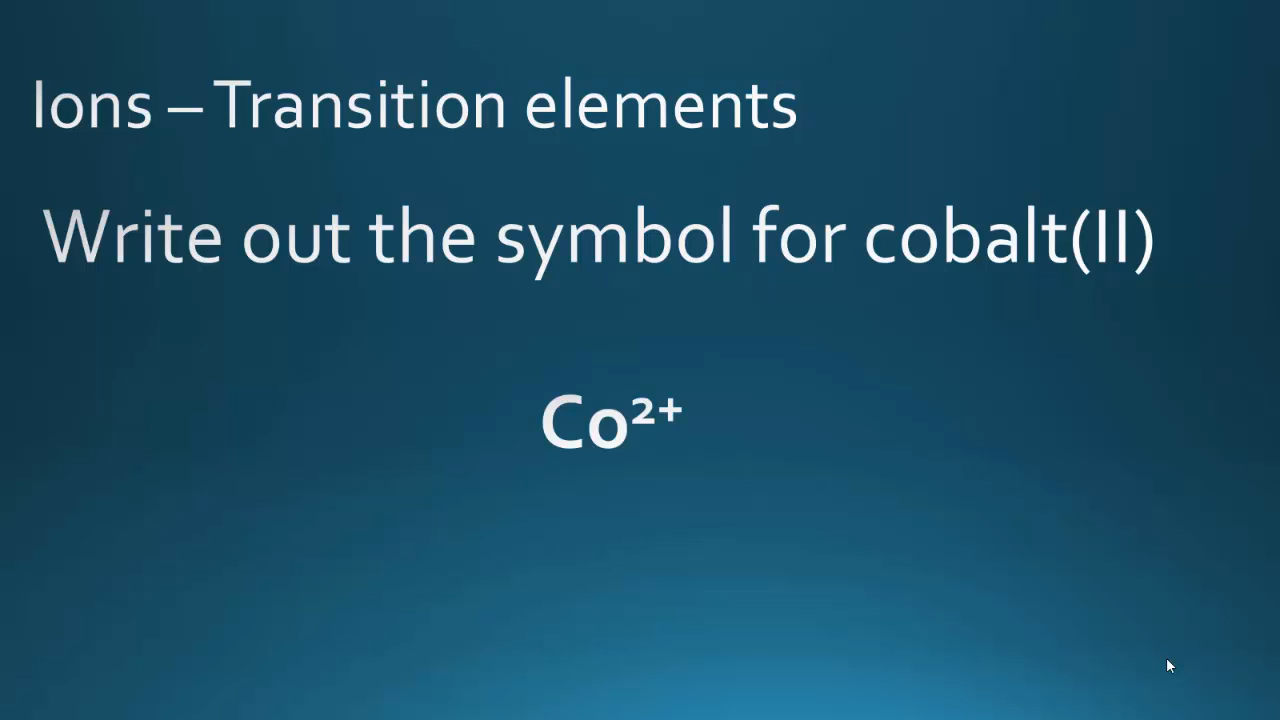 Ions – Transition elements
Write out the symbol for cobalt(II)
Co²⁺